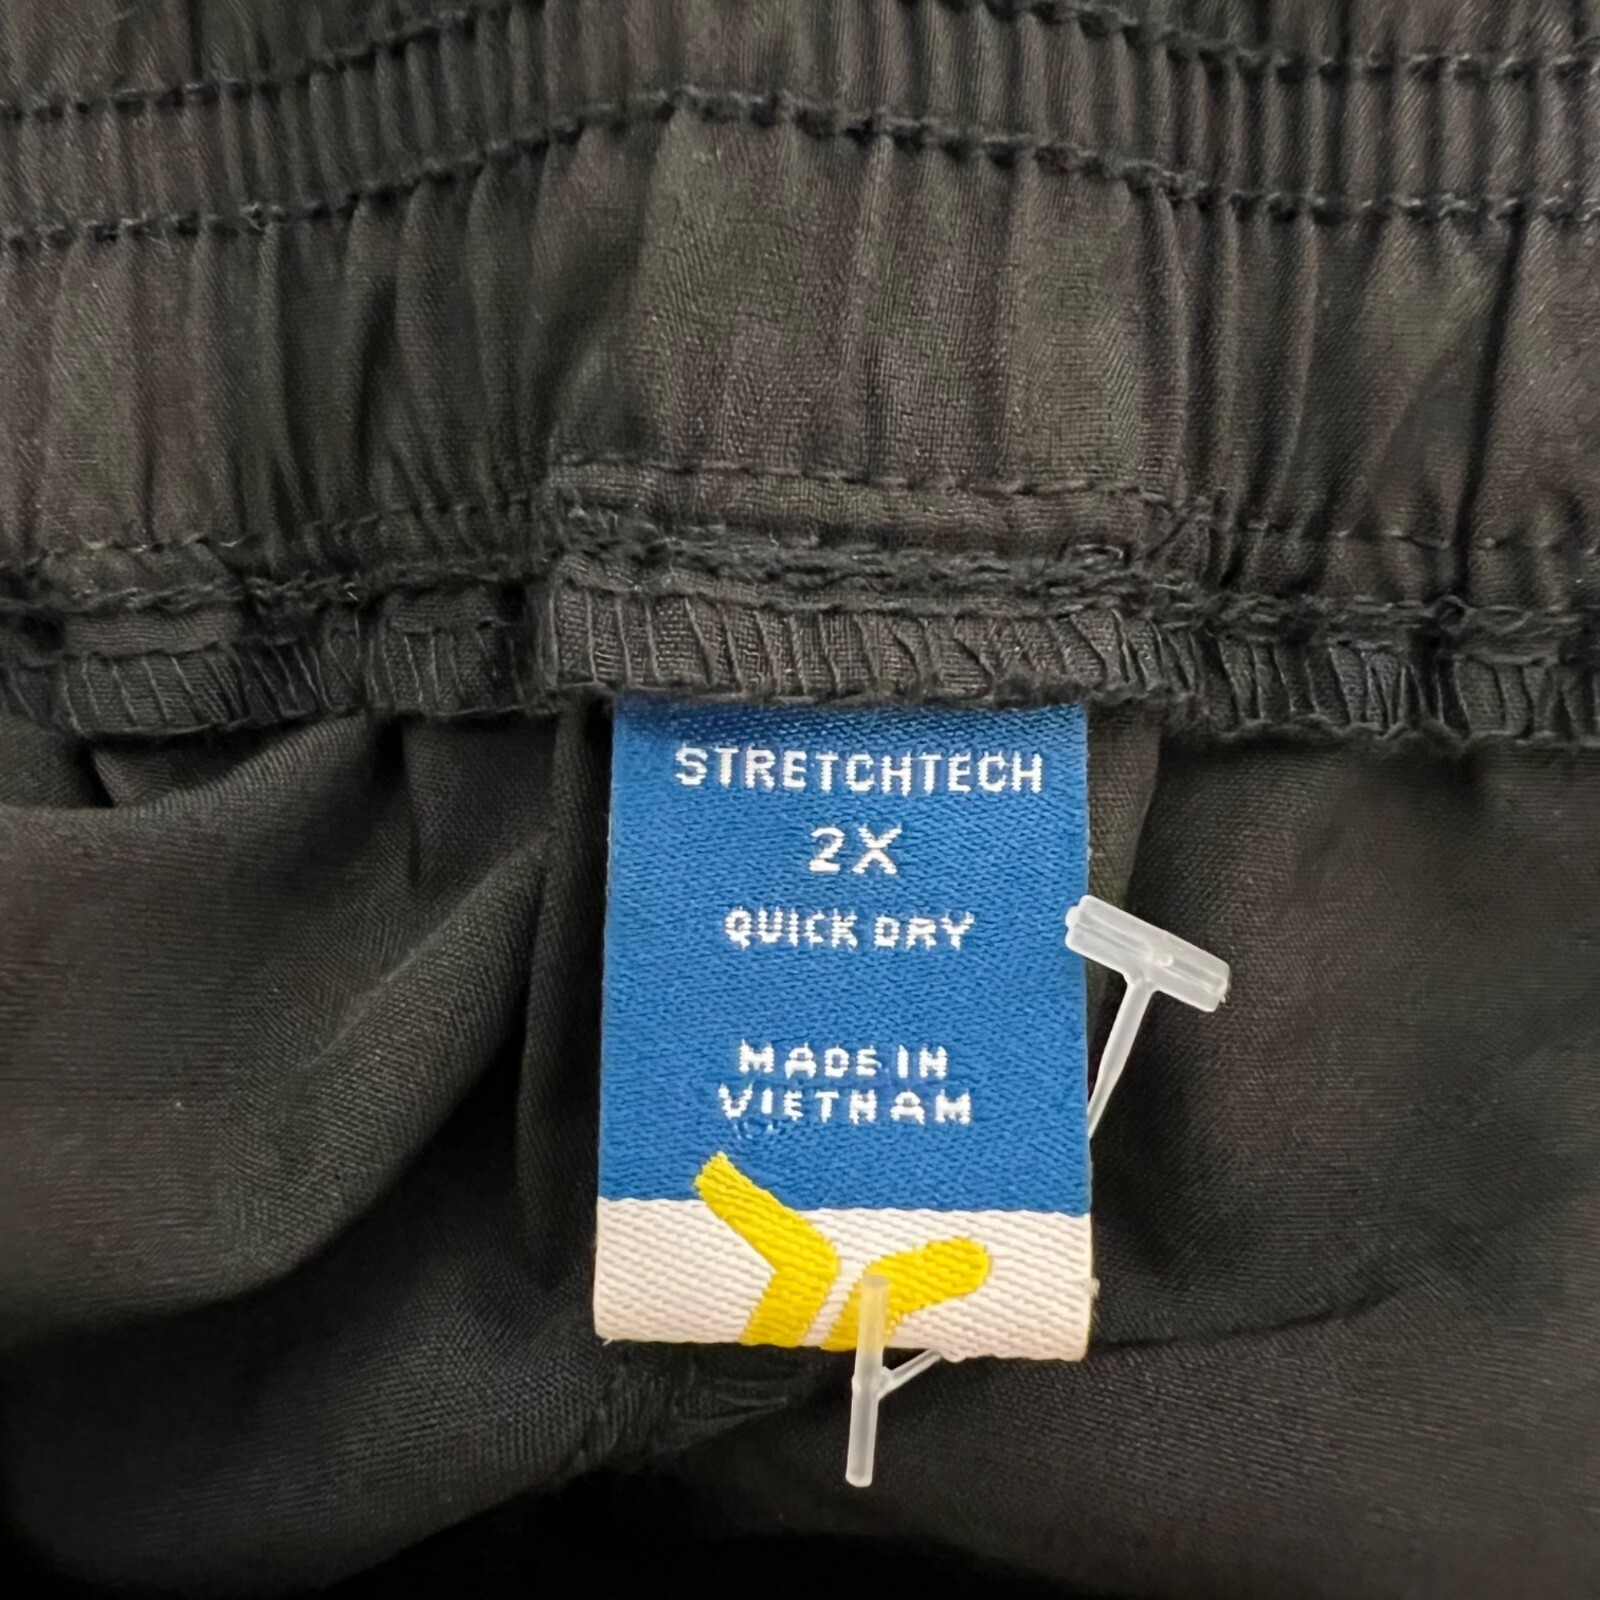 STRETCHTECH
2X
QUICK DRY
MADE IN
VIETNAM